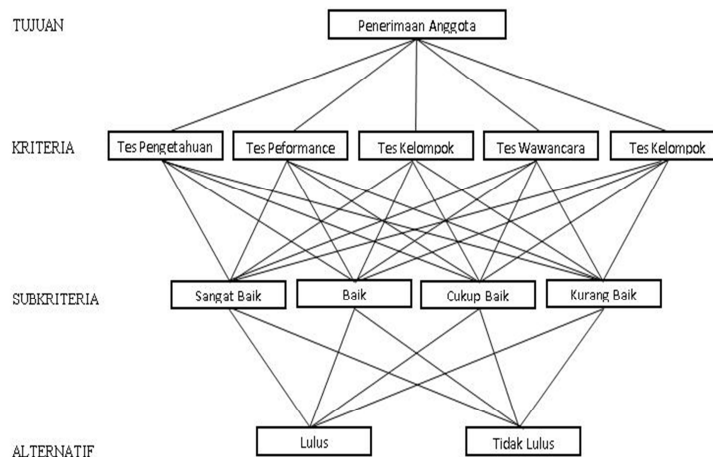 TUJUAN
Penerimaan Anggota
KRITERIA
Tes Pengetahuan
Tes Peformance
Tes Kelompok
Tes Wawancara
Tes Kelompok
SUBKRITERIA
Sangat Baik
Baik
Cukup Baik
Kurang Baik
ALTERNATIF
Lulus
Tidak Lulus